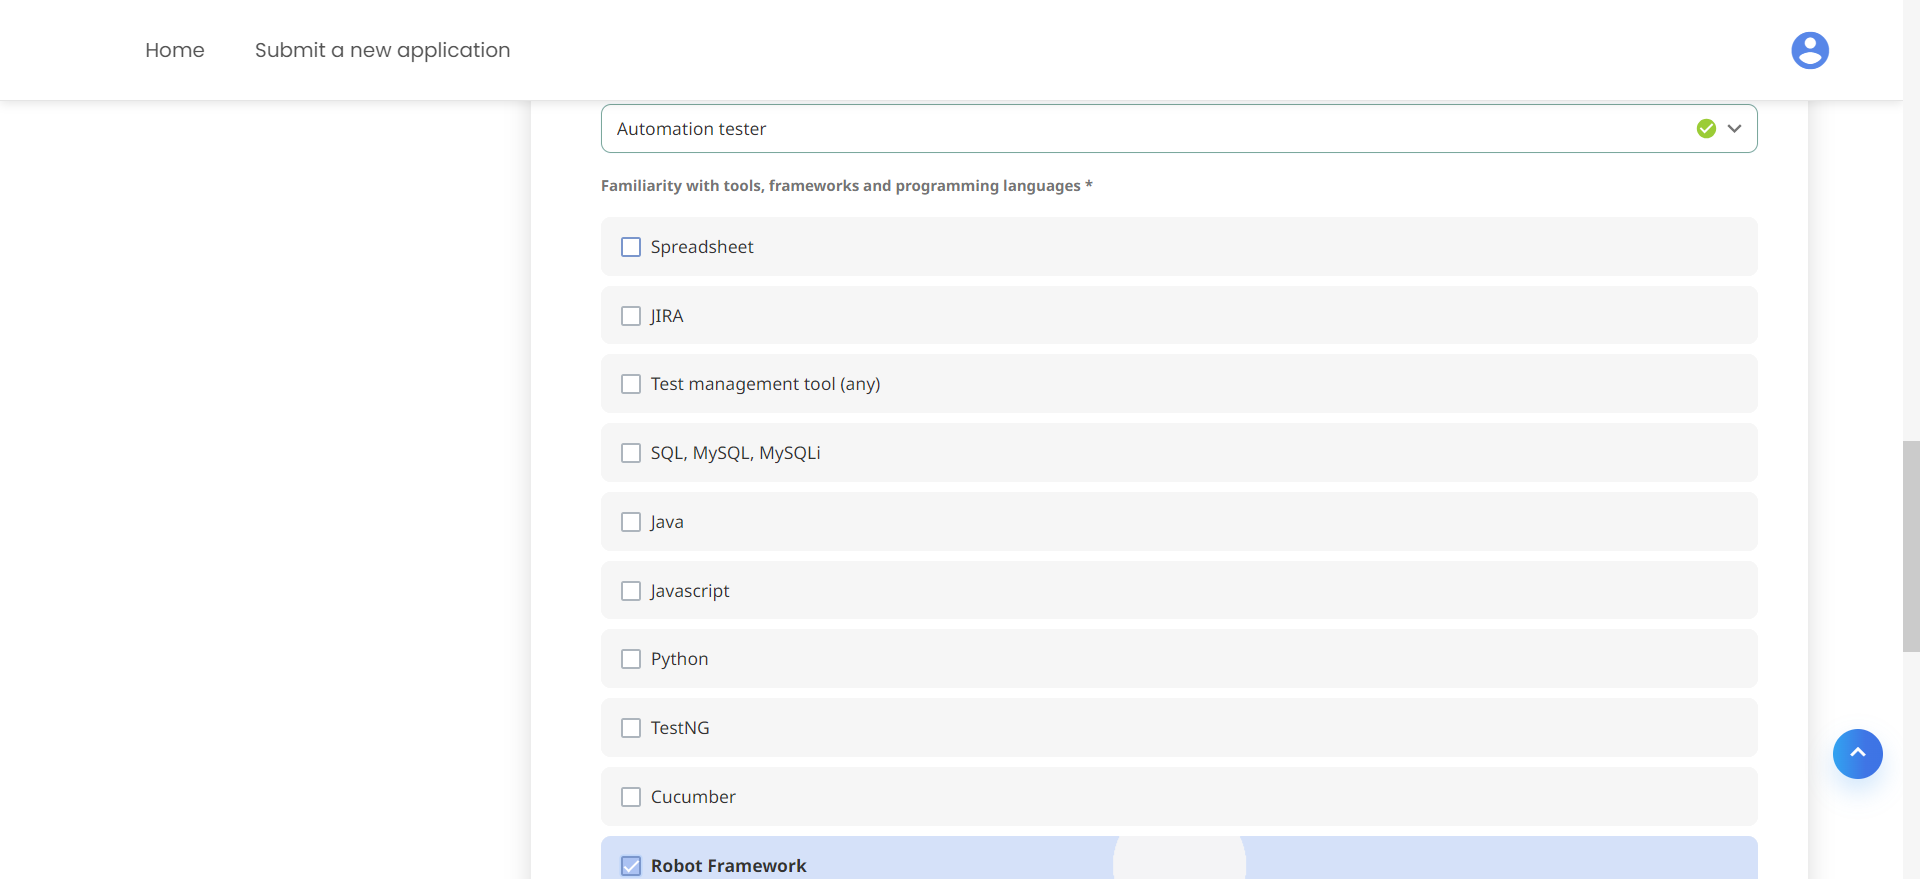 Home
Submit a new application
Automation tester
Familiarity with tools, frameworks and programming languages *
Spreadsheet
JIRA
Test management tool (any)
SQL, MySQL, MySQLi
Java
Javascript
Python
TestNG
Cucumber
Robot Framework